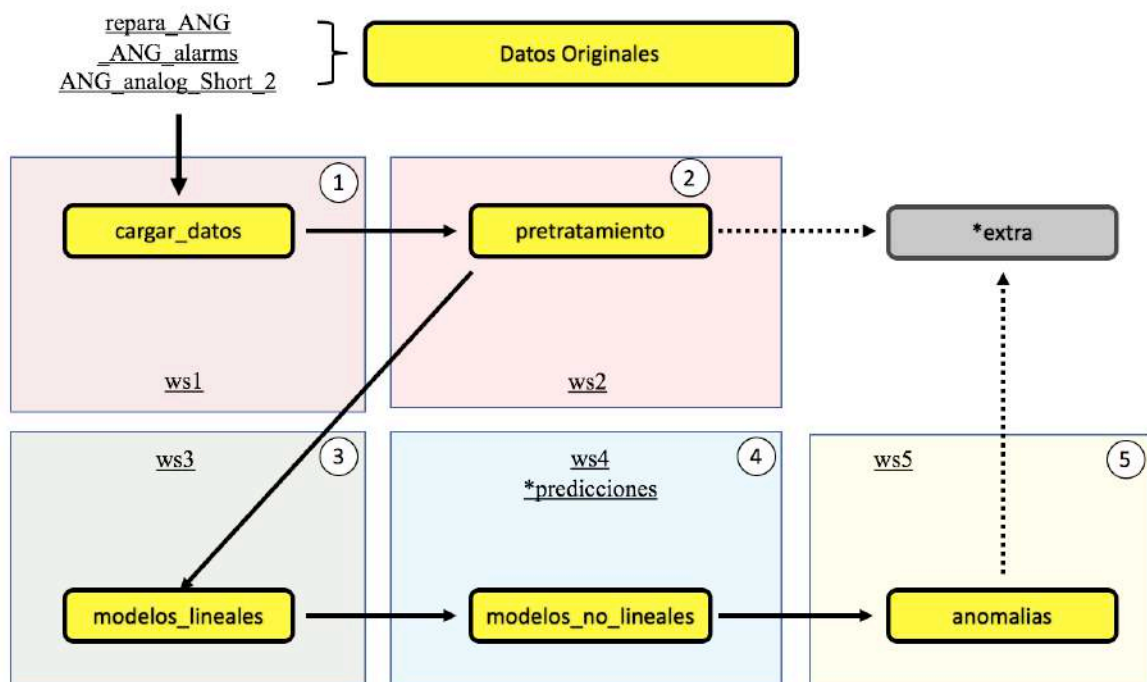 repara_ANG
_ANG_alarms
ANG_analog_Short_2
Datos Originales
1
cargar_datos
ws1
2
pretratamiento
ws2
*extra
ws3
3
modelos_lineales
ws4
*predicciones
4
modelos_no_lineales
ws5
5
anomalias